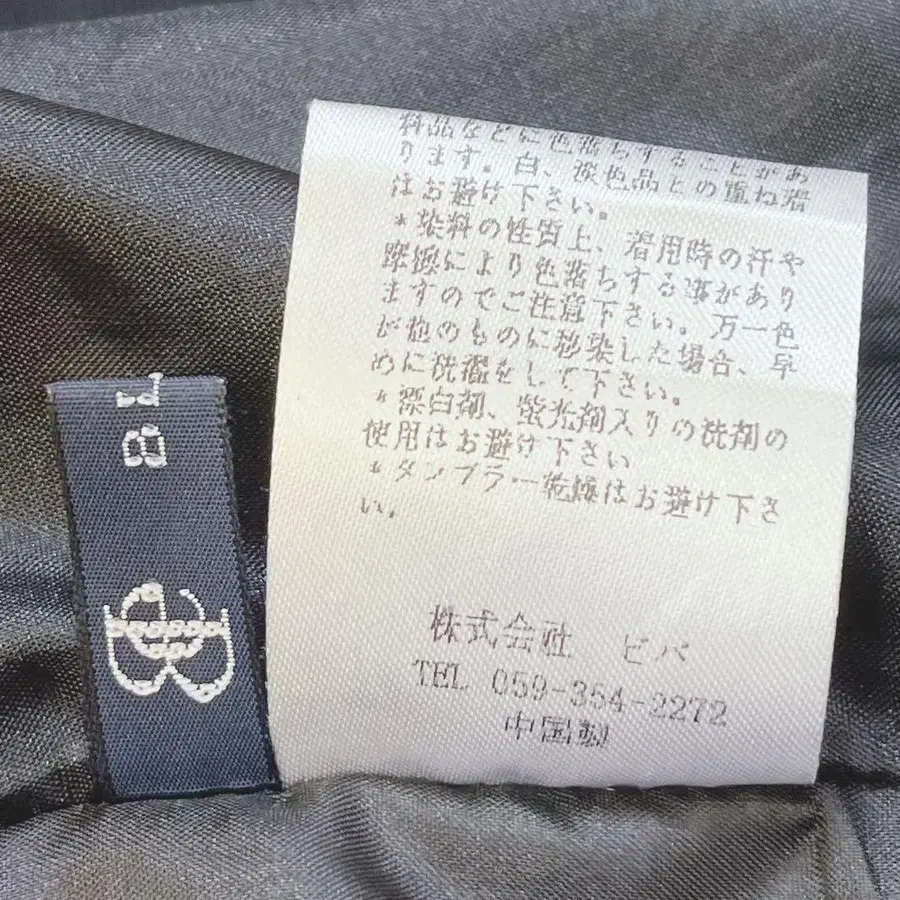 料品などに色落ちすることがあ
ります。白、淡色品との重ね着
はお避け下さい。
*染料の性質上、着用時の汗や
摩擦により色落ちする事があり
ますのでご注意下さい。万一色
が他のものに移染した場合、早
めに洗濯をして下さい。
*漂白剤、蛍光剤入りの洗剤の
使用はお避け下さい
*タンブラー乾燥はお避け下さ
い。
株式会社 ビバ
TEL 059-354-2272
中国製
BL